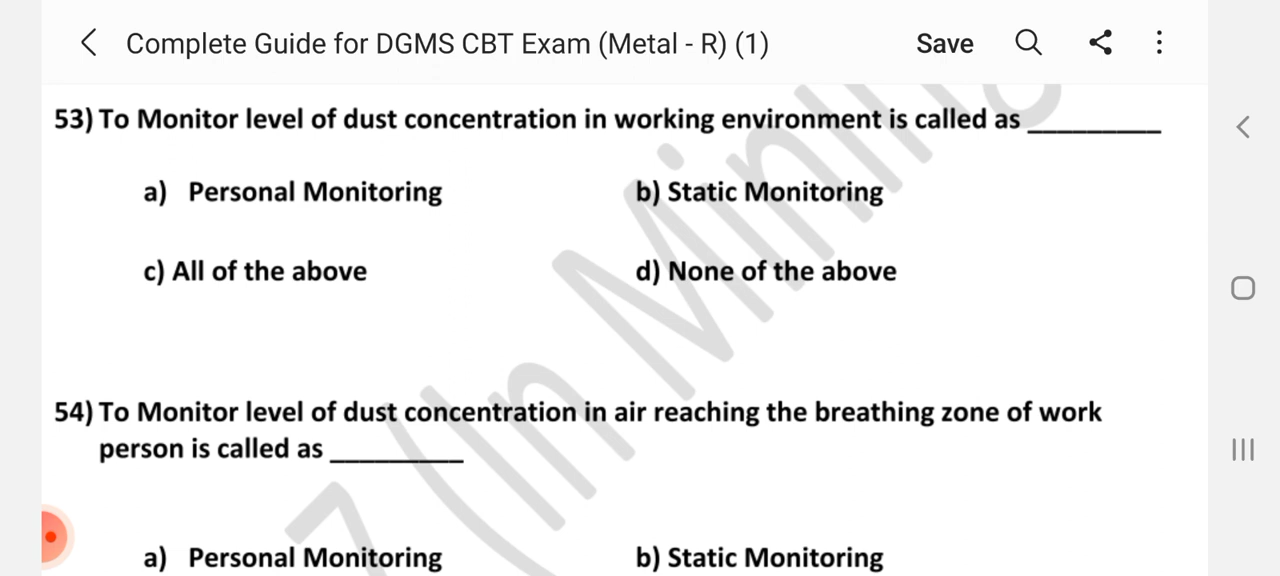 Complete Guide for DGMS CBT Exam (Metal - R) (1) Save
53) To Monitor level of dust concentration in working environment is called as __________
a) Personal Monitoring b) Static Monitoring
c) All of the above d) None of the above
54) To Monitor level of dust concentration in air reaching the breathing zone of work
person is called as __________
a) Personal Monitoring b) Static Monitoring